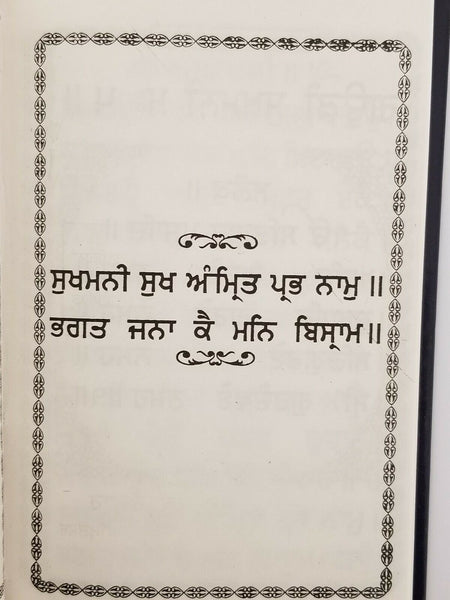 ਸੁਖਮਨੀ ਸੁਖ ਅੰਮ੍ਰਿਤ ਪ੍ਰਭ ਨਾਮੁ ॥
ਭਗਤ ਜਨਾ ਕੈ ਮਨਿ ਬਿਸ੍ਰਾਮ॥